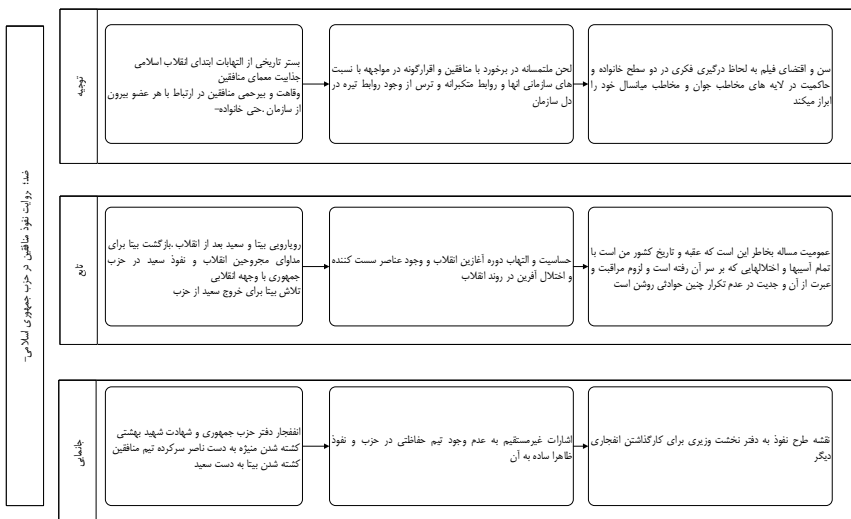 ضد؛ روایت نفوذ منافقین در حزب جمهوری اسلامی-
توجیه
بستر تاریخی از التهابات ابتدای انقلاب اسلامی
جذابیت معمای منافقین
وقاهت و بیرحمی منافقین در ارتباط با هر عضو بیرون
از سازمان .حتی خانواده-
لحن ملتمسانه در برخورد با منافقین و اقرارگونه در مواجهه با نسبت
های سازمانی آنها و روابط متکبرانه و ترس از وجود روابط تیره در
دل سازمان
سن و اقتضای فیلم به لحاظ درگیری فکری در دو سطح خانواده و
حاکمیت در لایه های مخاطب جوان و مخاطب میانسال خود را
ابراز میکند
تابع
رویارویی بیتا و سعید بعد از انقلاب .بازگشت بیتا برای
مداوای مجروحین انقلاب و نفوذ سعید در حزب
جمهوری با وجهه انقلابی
تلاش بیتا برای خروج سعید از حزب
حساسیت و التهاب دوره آغازین انقلاب و وجود عناصر سست کننده
و اختلال آفرین در روند انقلاب
عمومیت مساله بخاطر این است که عقبه و تاریخ کشور من است با
تمام آسیبها و اختلالهایی که بر سر آن رفته است و لزوم مراقبت و
عبرت از آن و جدیت در عدم تکرار چنین حوادثی روشن است
جانمایی
انفجار دفتر حزب جمهوری و شهادت شهید بهشتی
کشته شدن منیژه به دست ناصر سرکرده تیم منافقین
کشته شدن بیتا به دست سعید
اشارات غیرمستقیم به عدم وجود تیم حفاظتی در حزب و نفوذ
ظاهرا ساده به آن
نقشه طرح نفوذ به دفتر نخشت وزیری برای کارگذاشتن انفجاری
دیگر